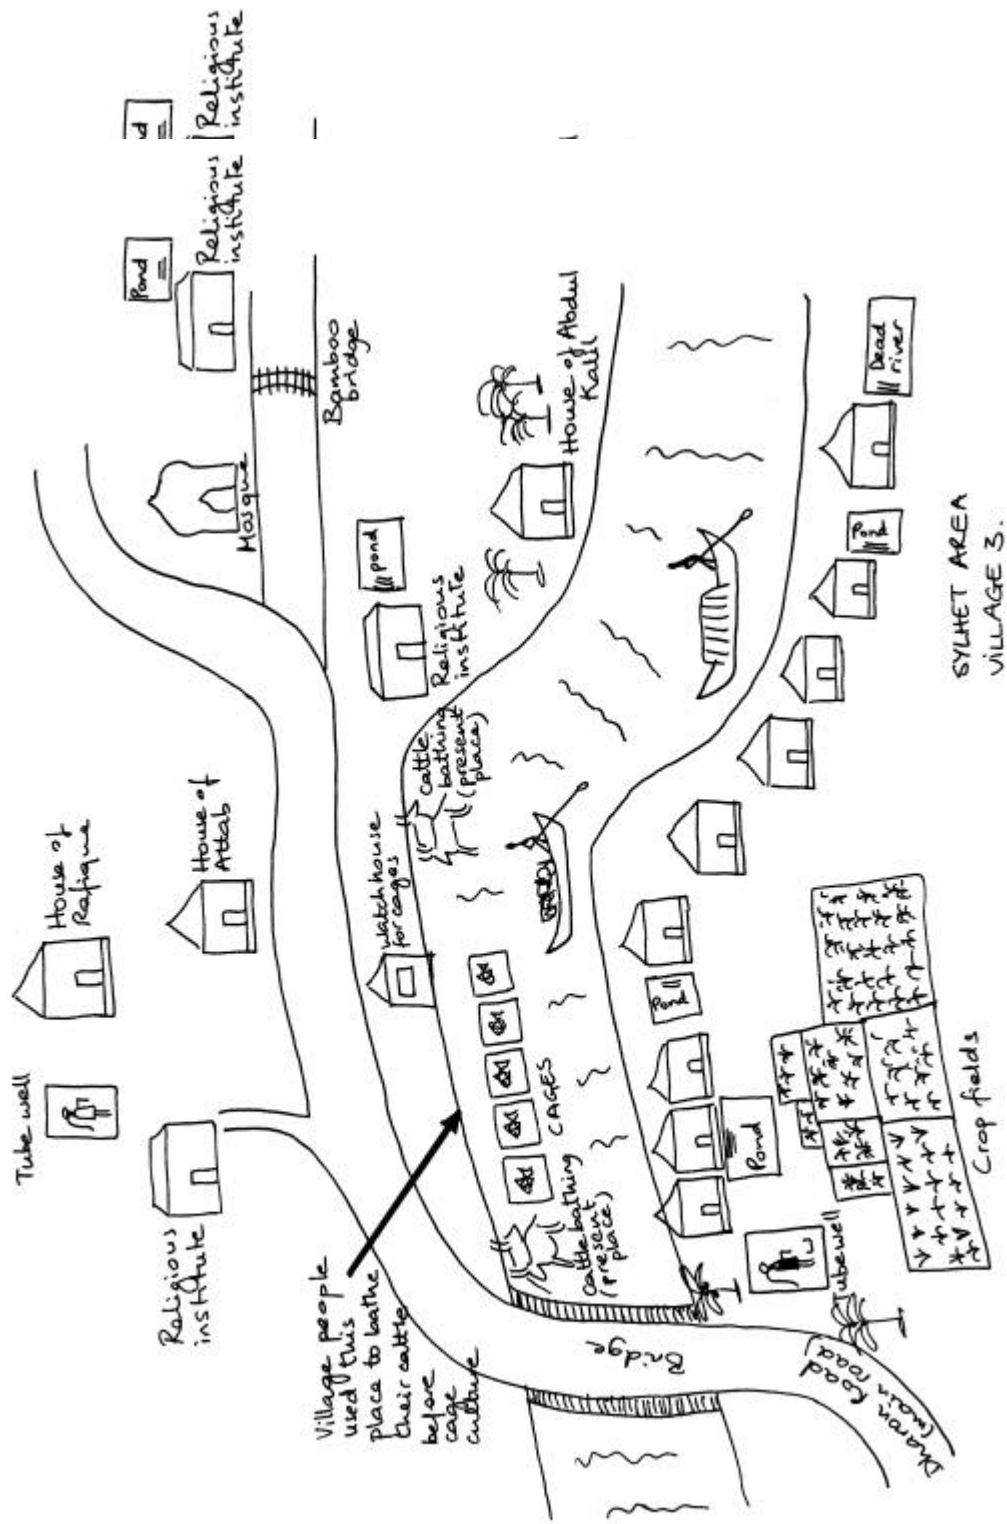 Tube well
House of
Rafique
Religious
institute
House of
Attab
Pond
Religious
institute
nd
Religious
institute
Mosque
Bamboo
bridge
Village people
used this
place to bathe
their cattle
before
cage
culture
Watchhouse
for cages
Cattle
bathing
(present
place)
Religious
institute
Pond
House of Abdul
Kalil
CAGES
Cattle bathing
(present
place)
Bridge
Pond
Pond
Pond
Dead
river
Tubewell
Dharon Road
(main road)
Crop fields
SYLHET AREA
VILLAGE 3.